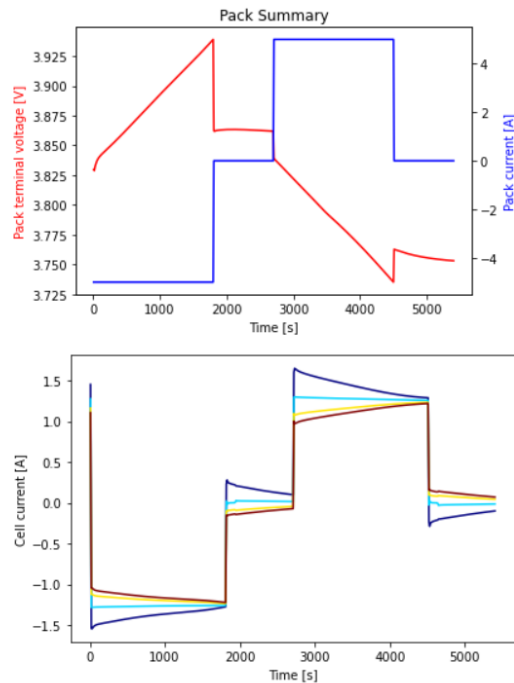 Pack Summary
3.925
3.900
3.875
3.850
3.825
3.800
3.775
3.750
3.725
Pack terminal voltage [V]
4
2
0
−2
−4
Pack current [A]
0 1000 2000 3000 4000 5000
Time [s]
1.5
1.0
0.5
0.0
−0.5
−1.0
−1.5
Cell current [A]
0 1000 2000 3000 4000 5000
Time [s]